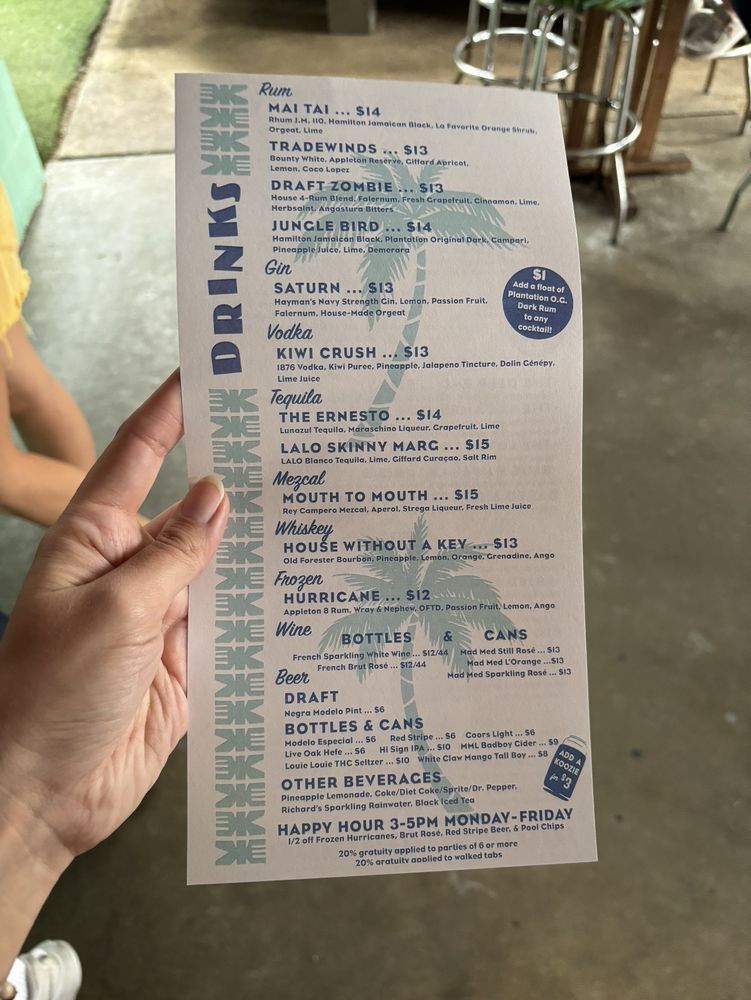 DRINKS
Rum
MAI TAI ... $14
Rhum J.M. 110, Hamilton Jamaican Black, La Favorite Orange Shrub,
Orgeat, Lime
TRADEWINDS ... $13
Bounty White, Appleton Reserve, Giffard Apricot,
Lemon, Coco Lopez
DRAFT ZOMBIE ... $13
House 4-Rum Blend, Falernum, Fresh Grapefruit, Cinnamon, Lime,
Herbsaint, Angostura Bitters
JUNGLE BIRD ... $14
Hamilton Jamaican Black, Plantation Original Dark, Campari,
Pineapple Juice, Lime, Demerara
Gin
SATURN ... $13
Hayman's Navy Strength Gin, Lemon, Passion Fruit,
Falernum, House-Made Orgeat
$1
Add a float of
Plantation O.G.
Dark Rum
to any
cocktail!
Vodka
KIWI CRUSH ... $13
1876 Vodka, Kiwi Puree, Pineapple, Jalapeno Tincture, Dolin Génépy,
Lime Juice
Tequila
THE ERNESTO ... $14
Lunazul Tequila, Maraschino Liqueur, Grapefruit, Lime
LALO SKINNY MARG ... $15
LALO Blanco Tequila, Lime, Giffard Curaçao, Salt Rim
Mezcal
MOUTH TO MOUTH ... $15
Rey Campero Mezcal, Aperol, Strega Liqueur, Fresh Lime Juice
Whiskey
HOUSE WITHOUT A KEY ... $13
Old Forester Bourbon, Pineapple, Lemon, Orange, Grenadine, Ango
Frozen
HURRICANE ... $12
Appleton 8 Rum, Wray & Nephew, OFTD, Passion Fruit, Lemon, Ango
Wine
BOTTLES & CANS
French Sparkling White Wine ... $12/44 Mad Med Still Rosé ... $13
French Brut Rosé ... $12/44 Mad Med L'Orange ...$13
Mad Med Sparkling Rosé ... $13
Beer
DRAFT
Negra Modelo Pint ... $6
BOTTLES & CANS
Modelo Especial ... $6 Red Stripe ... $6 Coors Light ... $6
Live Oak Hefe ... $6 Hi Sign IPA ... $10 MML Badboy Cider ... $9
Louie Louie THC Seltzer ... $10 White Claw Mango Tall Boy ... $8
ADD A
KOOZIE
for $3
OTHER BEVERAGES
Pineapple Lemonade, Coke/Diet Coke/Sprite/Dr. Pepper,
Richard's Sparkling Rainwater, Black Iced Tea
HAPPY HOUR 3-5PM MONDAY-FRIDAY
1/2 off Frozen Hurricanes, Brut Rosé, Red Stripe Beer, & Pool Chips
20% gratuity applied to parties of 6 or more
20% gratuity applied to walked tabs